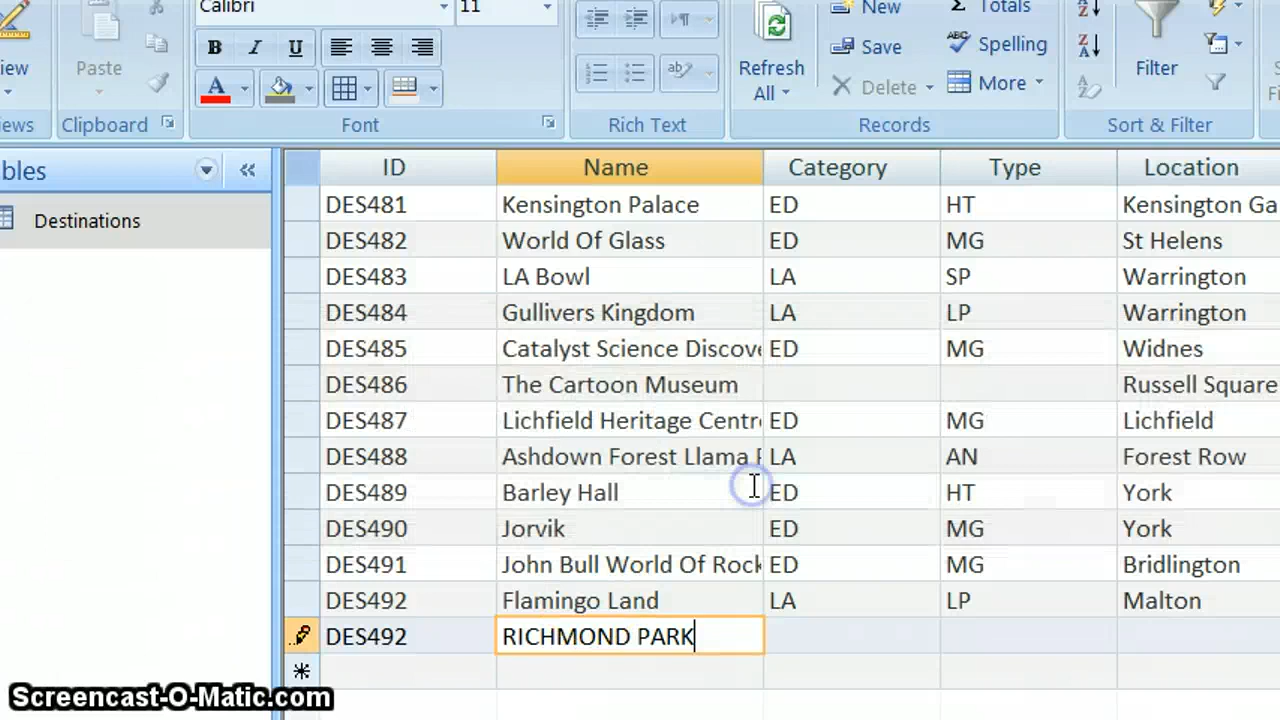 Calibri 11
B I U
New
Totals
Paste
Save
Spelling
Refresh
All
Filter
Delete
More
A
Clipboard
Font
Rich Text
Records
Sort & Filter
Destinations
ID Name Category Type Location
DES481 Kensington Palace ED HT Kensington Ga
DES482 World Of Glass ED MG St Helens
DES483 LA Bowl LA SP Warrington
DES484 Gullivers Kingdom LA LP Warrington
DES485 Catalyst Science Discove ED MG Widnes
DES486 The Cartoon Museum Russell Square
DES487 Lichfield Heritage Centr ED MG Lichfield
DES488 Ashdown Forest Llama LA AN Forest Row
DES489 Barley Hall ED HT York
DES490 Jorvik ED MG York
DES491 John Bull World Of Rock ED MG Bridlington
DES492 Flamingo Land LA LP Malton
DES492 RICHMOND PARK
Screencast-O-Matic.com